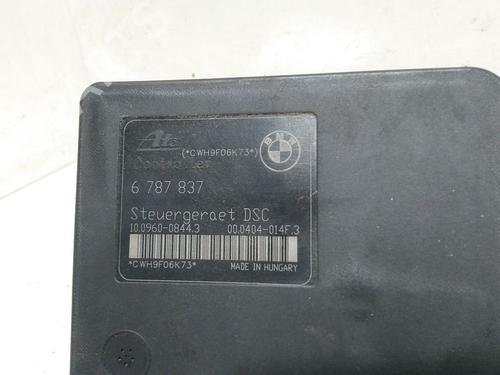 Ate (*CWH9F06K73*) BMW
Controller
6 787 837
Steuergeraet DSC
10.0960-0844.3 00.0404-014F.3
*CWH9F06K73* MADE IN HUNGARY